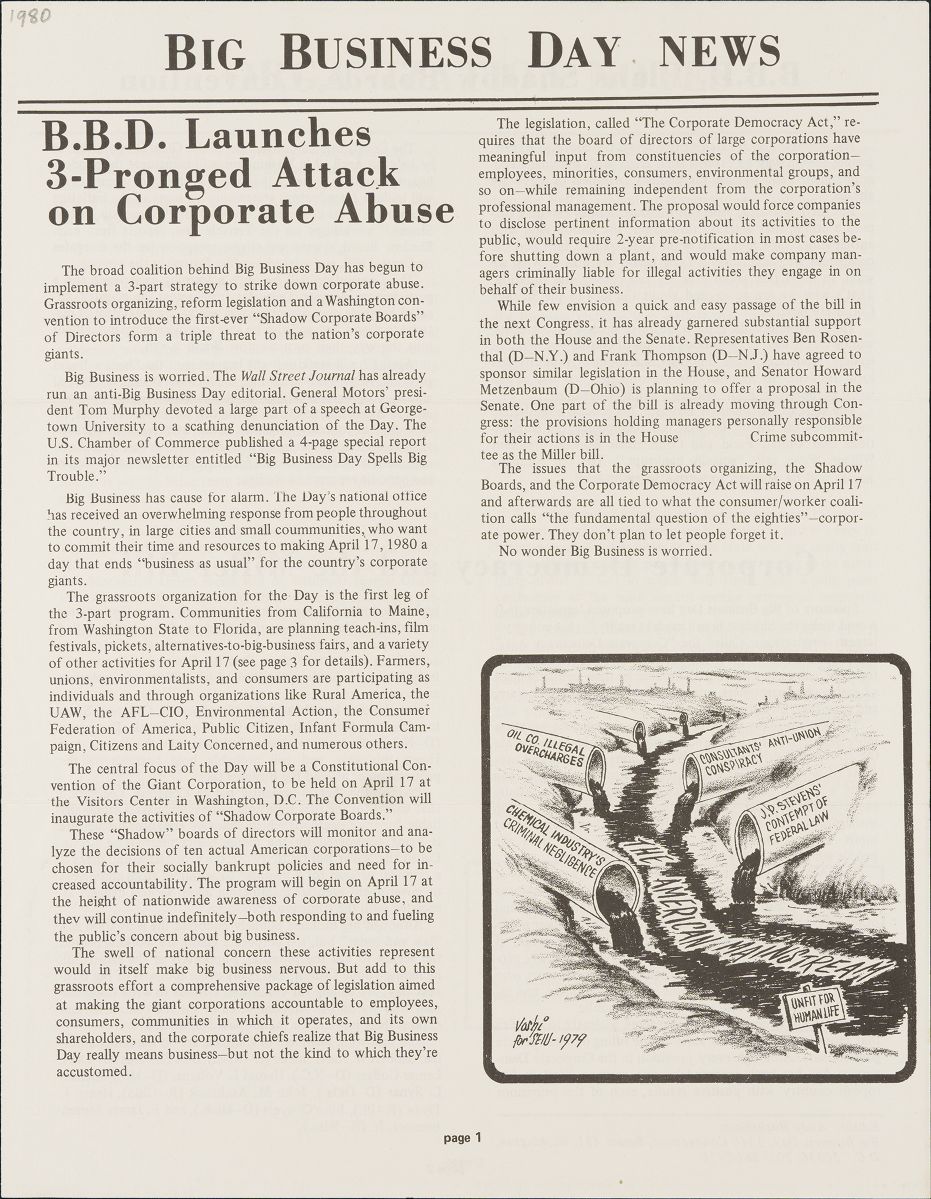 1980
BIG BUSINESS DAY NEWS
B.B.D. Launches
3-Pronged Attack
on Corporate Abuse
The broad coalition behind Big Business Day has begun to
implement a 3-part strategy to strike down corporate abuse.
Grassroots organizing, reform legislation and a Washington con-
vention to introduce the first-ever “Shadow Corporate Boards”
of Directors form a triple threat to the nation’s corporate
giants.
Big Business is worried. The Wall Street Journal has already
run an anti-Big Business Day editorial. General Motors’ presi-
dent Tom Murphy devoted a large part of a speech at George-
town University to a scathing denunciation of the Day. The
U.S. Chamber of Commerce published a 4-page special report
in its major newsletter entitled “Big Business Day Spells Big
Trouble.”
Big Business has cause for alarm. The Day’s national office
has received an overwhelming response from people throughout
the country, in large cities and small coummunities, who want
to commit their time and resources to making April 17, 1980 a
day that ends “business as usual” for the country’s corporate
giants.
The grassroots organization for the Day is the first leg of
the 3-part program. Communities from California to Maine,
from Washington State to Florida, are planning teach-ins, film
festivals, pickets, alternatives-to-big-business fairs, and a variety
of other activities for April 17 (see page 3 for details). Farmers,
unions, environmentalists, and consumers are participating as
individuals and through organizations like Rural America, the
UAW, the AFL—CIO, Environmental Action, the Consumer
Federation of America, Public Citizen, Infant Formula Cam-
paign, Citizens and Laity Concerned, and numerous others.
The central focus of the Day will be a Constitutional Con-
vention of the Giant Corporation, to be held on April 17 at
the Visitors Center in Washington, D.C. The Convention will
inaugurate the activities of “Shadow Corporate Boards.”
These “Shadow” boards of directors will monitor and ana-
lyze the decisions of ten actual American corporations—to be
chosen for their socially bankrupt policies and need for in-
creased accountability. The program will begin on April 17 at
the height of nationwide awareness of corporate abuse, and
they will continue indefinitely—both responding to and fueling
the public’s concern about big business.
The swell of national concern these activities represent
would in itself make big business nervous. But add to this
grassroots effort a comprehensive package of legislation aimed
at making the giant corporations accountable to employees,
consumers, communities in which it operates, and its own
shareholders, and the corporate chiefs realize that Big Business
Day really means business—but not the kind to which they’re
accustomed.
The legislation, called “The Corporate Democracy Act,” re-
quires that the board of directors of large corporations have
meaningful input from constituencies of the corporation—
employees, minorities, consumers, environmental groups, and
so on—while remaining independent from the corporation’s
professional management. The proposal would force companies
to disclose pertinent information about its activities to the
public, would require 2-year pre-notification in most cases be-
fore shutting down a plant, and would make company man-
agers criminally liable for illegal activities they engage in on
behalf of their business.
While few envision a quick and easy passage of the bill in
the next Congress, it has already garnered substantial support
in both the House and the Senate. Representatives Ben Rosen-
thal (D—N.Y.) and Frank Thompson (D—N.J.) have agreed to
sponsor similar legislation in the House, and Senator Howard
Metzenbaum (D—Ohio) is planning to offer a proposal in the
Senate. One part of the bill is already moving through Con-
gress: the provisions holding managers personally responsible
for their actions is in the House Crime subcommit-
tee as the Miller bill.
The issues that the grassroots organizing, the Shadow
Boards, and the Corporate Democracy Act will raise on April 17
and afterwards are all tied to what the consumer/worker coali-
tion calls “the fundamental question of the eighties”—corpor-
ate power. They don’t plan to let people forget it.
No wonder Big Business is worried.
OIL CO. ILLEGAL
OVERCHARGES
CONSULTANTS' ANTI-UNION
CONSPIRACY
J.P. STEVENS'
CONTEMPT OF
FEDERAL LAW
CHEMICAL INDUSTRY'S
CRIMINAL NEGLIGENCE
THE AMERICAN MAINSTREAM
UNFIT FOR
HUMAN LIFE
for SEIU-1979
page 1